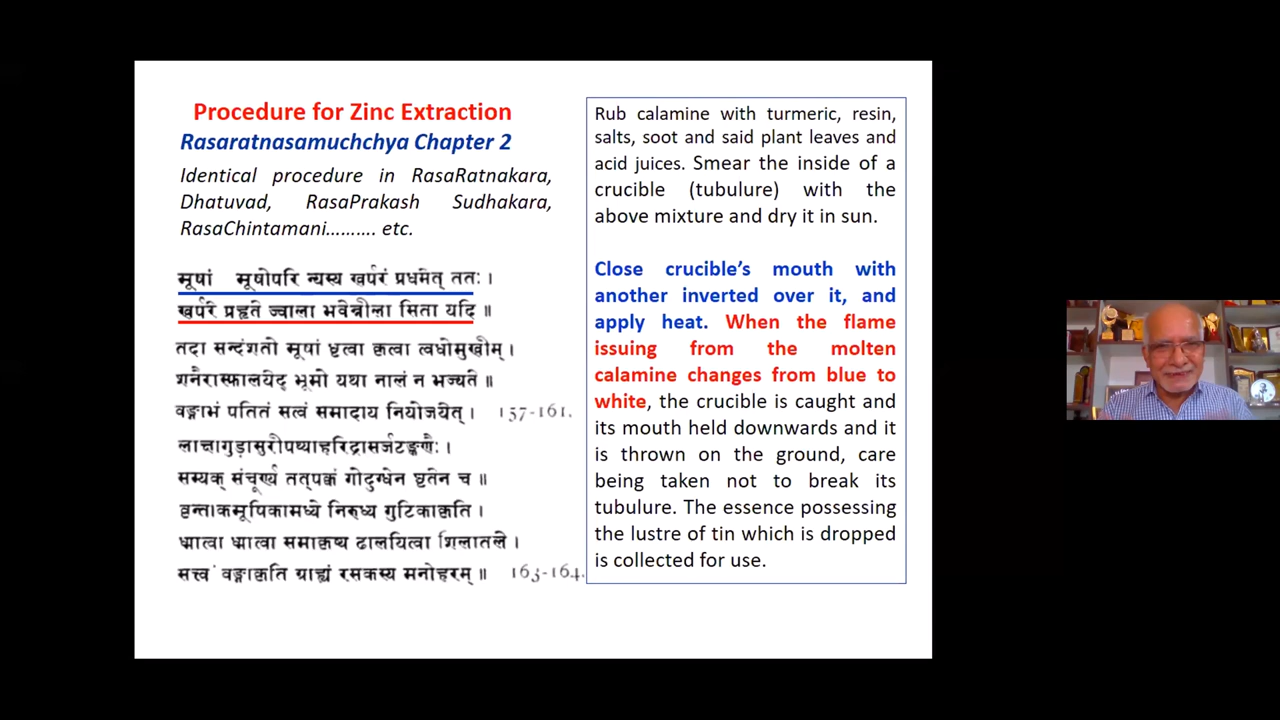 Procedure for Zinc Extraction
Rasaratnasamuchchya Chapter 2
Identical procedure in RasaRatnakara,
Dhatuvad, RasaPrakash Sudhakara,
RasaChintamani………. etc.
मूषां मूषोपरि न्यस्य खर्परं प्रधमेत् ततः ।
खर्परे प्रहृते ज्वाला भवेन्नीला सिता यदि ॥
तदा सन्दंशतो मूषां धृत्वा कृत्वा त्वधोमुखीम् ।
शनैरास्फालयेद् भूमौ यथा नालं न भज्यते ॥
वङ्गाभं पतितं सत्वं समादाय नियोजयेत् । 157-161.
लाक्षागुडासुरीपथ्याहरिद्रासर्जटङ्कणैः ।
सम्यक् संचूर्ण्य तत्पक्वं गोदुग्धेन घृतेन च ॥
वृन्ताकमूषिकामध्ये निरुध्य गुटिकाकृति ।
ध्मात्वा ध्मात्वा समाकृष्य ढालयित्वा शिलातले ।
सत्त्वं वङ्गाकृति ग्राह्यं रसकस्य मनोहरम् ॥ 163-164.
Rub calamine with turmeric, resin,
salts, soot and said plant leaves and
acid juices. Smear the inside of a
crucible (tubulure) with the
above mixture and dry it in sun.
Close crucible's mouth with
another inverted over it, and
apply heat. When the flame
issuing from the molten
calamine changes from blue to
white, the crucible is caught and
its mouth held downwards and it
is thrown on the ground, care
being taken not to break its
tubulure. The essence possessing
the lustre of tin which is dropped
is collected for use.